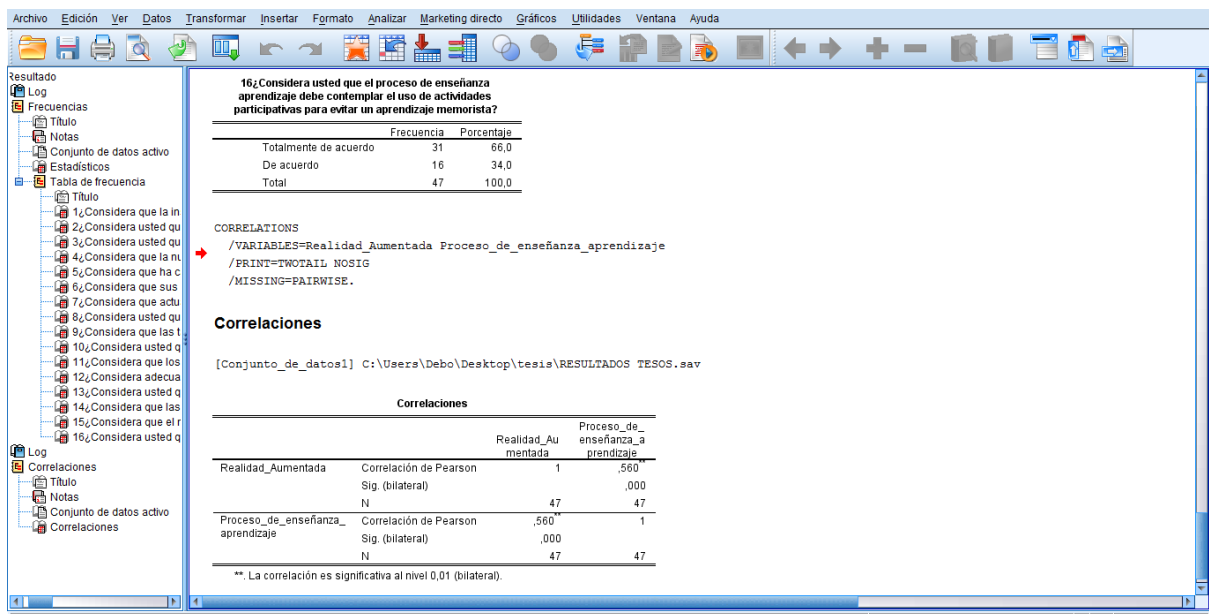 Archivo Edición Ver Datos Transformar Insertar Formato Analizar Marketing directo Gráficos Utilidades Ventana Ayuda
Resultado
Log
Frecuencias
Título
Notas
Conjunto de datos activo
Estadísticos
Tabla de frecuencia
Título
1¿Considera que la in
2¿Considera usted qu
3¿Considera usted qu
4¿Considera que la nu
5¿Considera que ha c
6¿Considera que sus
7¿Considera que actu
8¿Considera usted qu
9¿Considera que las t
10¿Considera usted q
11¿Considera que los
12¿Considera adecua
13¿Considera usted q
14¿Considera que las
15¿Considera que el r
16¿Considera usted q
Log
Correlaciones
Título
Notas
Conjunto de datos activo
Correlaciones
16¿Considera usted que el proceso de enseñanza
aprendizaje debe contemplar el uso de actividades
participativas para evitar un aprendizaje memorista?
Frecuencia Porcentaje
Totalmente de acuerdo 31 66,0
De acuerdo 16 34,0
Total 47 100,0
CORRELATIONS
/VARIABLES=Realidad_Aumentada Proceso_de_enseñanza_aprendizaje
/PRINT=TWOTAIL NOSIG
/MISSING=PAIRWISE.
Correlaciones
[Conjunto_de_datos1] C:\Users\Debo\Desktop\tesis\RESULTADOS TESOS.sav
Correlaciones
Realidad_Au
mentada
Proceso_de_
enseñanza_a
prendizaje
Realidad_Aumentada Correlación de Pearson 1 ,560**
Sig. (bilateral) ,000
N 47 47
Proceso_de_enseñanza_
aprendizaje
Correlación de Pearson ,560** 1
Sig. (bilateral) ,000
N 47 47
**. La correlación es significativa al nivel 0,01 (bilateral).